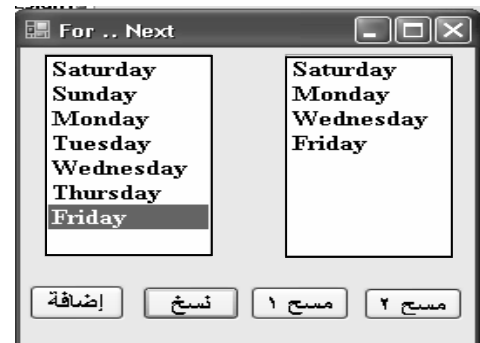 For .. Next
Saturday
Sunday
Monday
Tuesday
Wednesday
Thursday
Friday
Saturday
Monday
Wednesday
Friday
إضافة
نسخ
مسح ١
مسح ٢